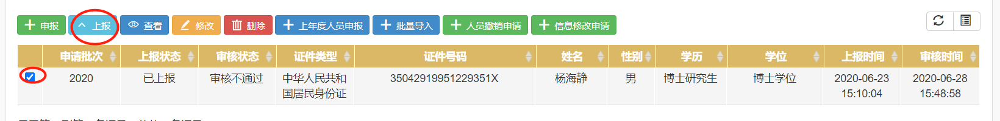 申报 上报 查看 修改 删除 上年度人员申报 批量导入 人员撤销申请 信息修改申请
申请批次 上报状态 审核状态 证件类型 证件号码 姓名 性别 学历 学位 上报时间 审核时间
2020 已上报 审核不通过 中华人民共和 35042919951229351X 杨海静 男 博士研究生 博士学位 2020-06-23 2020-06-28
国居民身份证 15:10:04 15:48:58